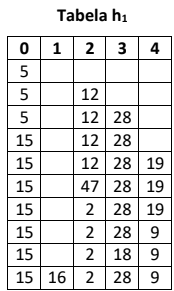 Tabela h₁
0 1 2 3 4
5
5 12
5 12 28
15 12 28
15 12 28 19
15 47 28 19
15 2 28 19
15 2 28 9
15 2 18 9
15 16 2 28 9